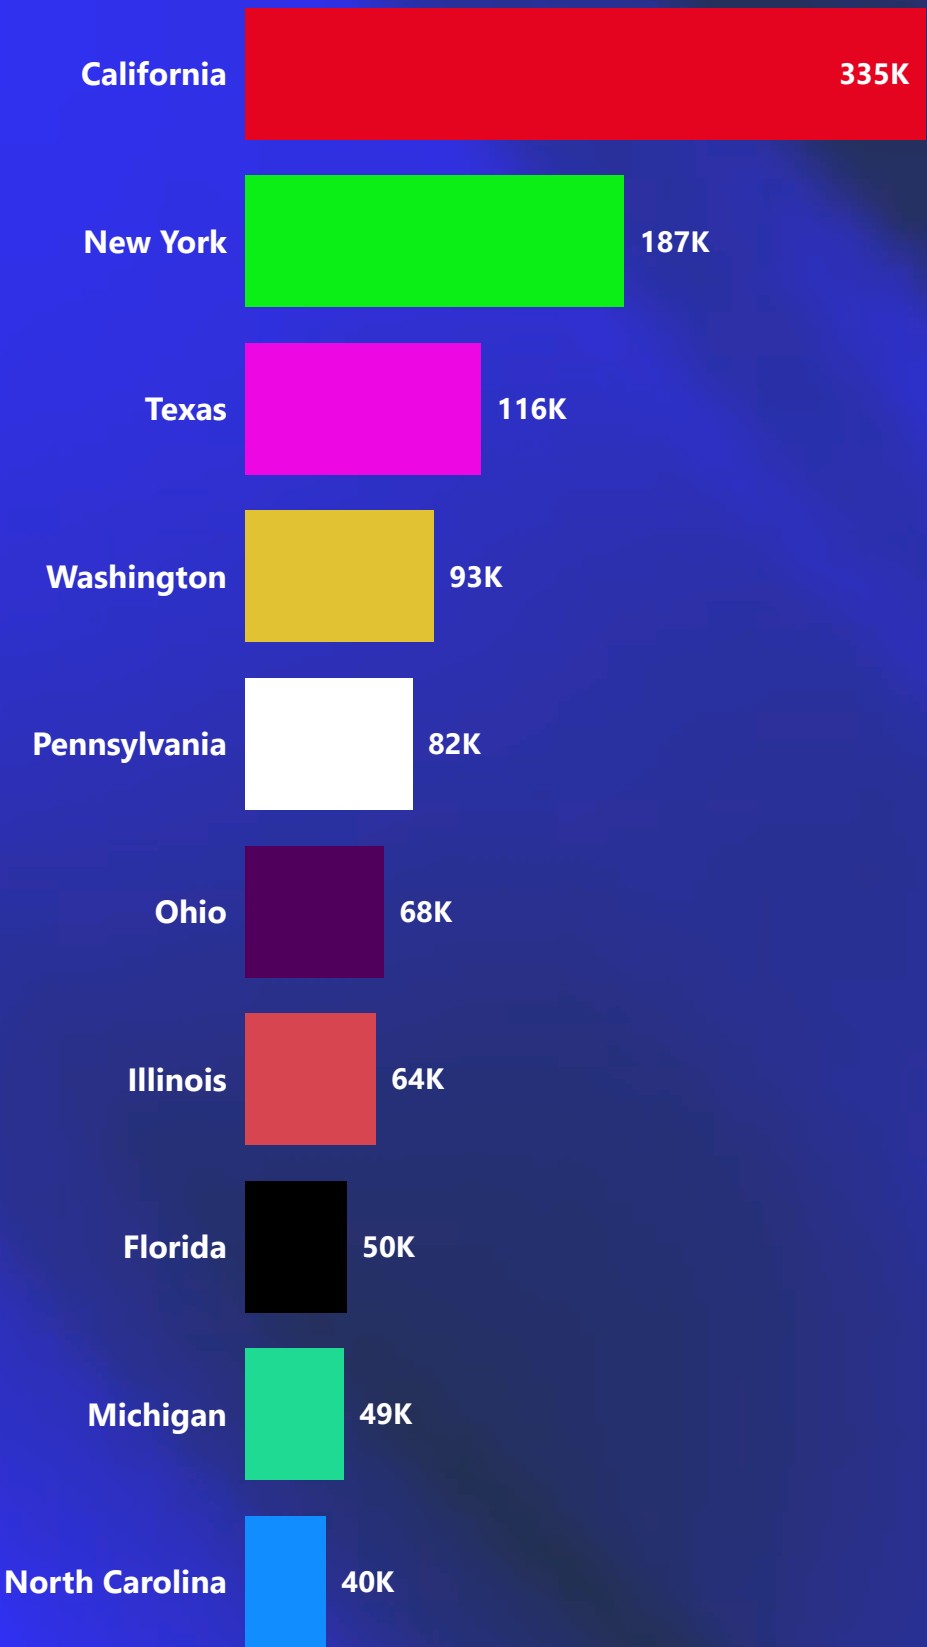 California 335K
New York 187K
Texas 116K
Washington 93K
Pennsylvania 82K
Ohio 68K
Illinois 64K
Florida 50K
Michigan 49K
North Carolina 40K